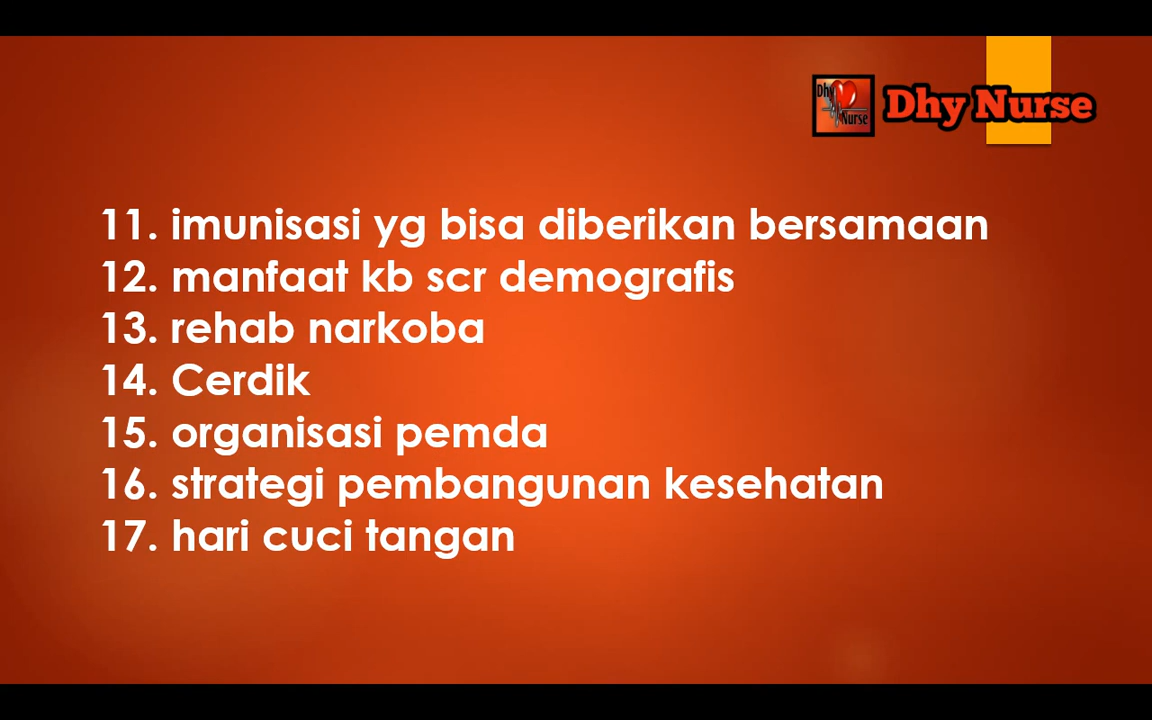 Dhy
Nurse
Dhy Nurse
11. imunisasi yg bisa diberikan bersamaan
12. manfaat kb scr demografis
13. rehab narkoba
14. Cerdik
15. organisasi pemda
16. strategi pembangunan kesehatan
17. hari cuci tangan